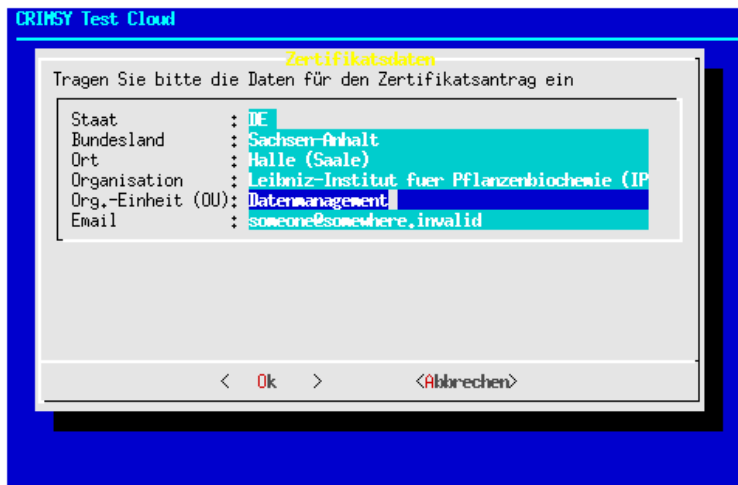 CRIMSY Test Cloud
Zertifikatsdaten
Tragen Sie bitte die Daten für den Zertifikatsantrag ein
Staat : DE
Bundesland : Sachsen-Anhalt
Ort : Halle (Saale)
Organisation : Leibniz-Institut fuer Pflanzenbiochemie (IP
Org.-Einheit (OU): Datenmanagement
Email : someone@somewhere.invalid
< Ok > <Abbrechen>